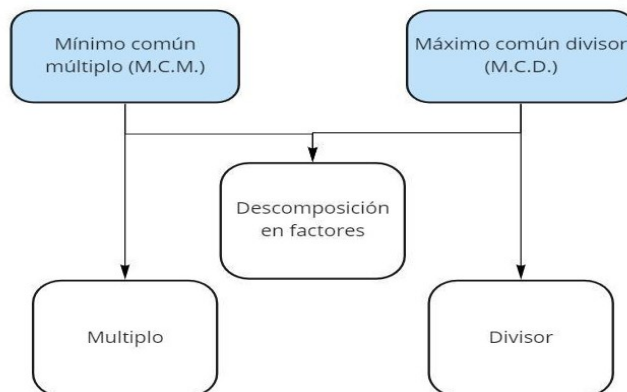 Mínimo común
múltiplo (M.C.M.)
Máximo común divisor
(M.C.D.)
Descomposición
en factores
Multiplo
Divisor